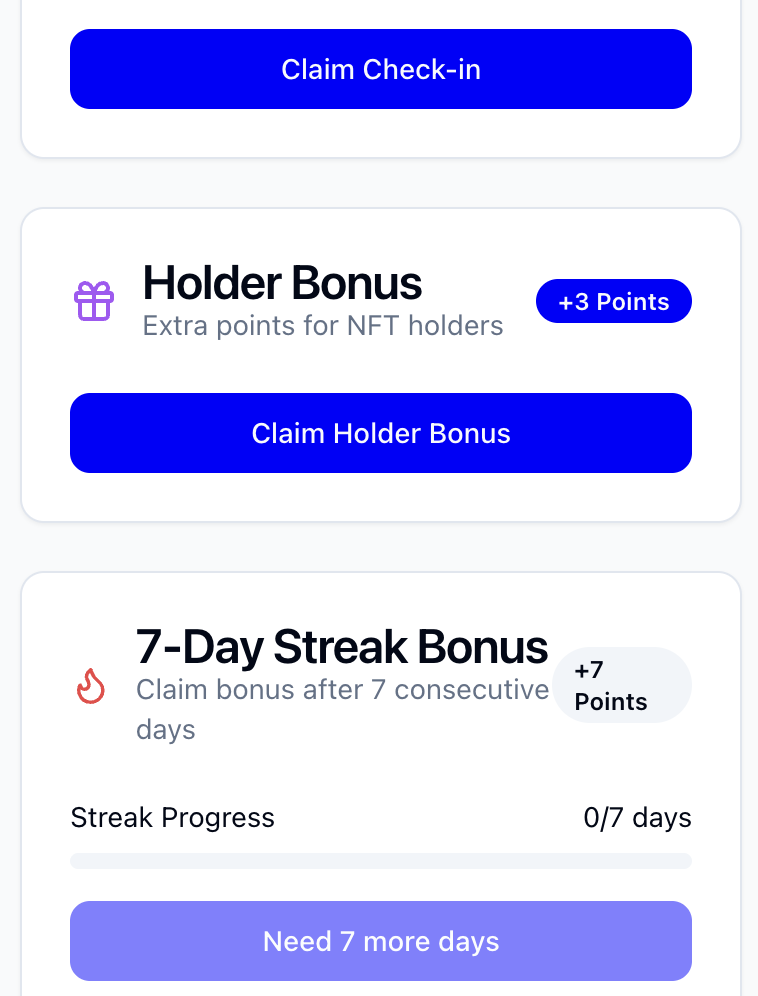 Claim Check-in
Holder Bonus
Extra points for NFT holders
+3 Points
Claim Holder Bonus
7-Day Streak Bonus
Claim bonus after 7 consecutive
days
+7
Points
Streak Progress
0/7 days
Need 7 more days